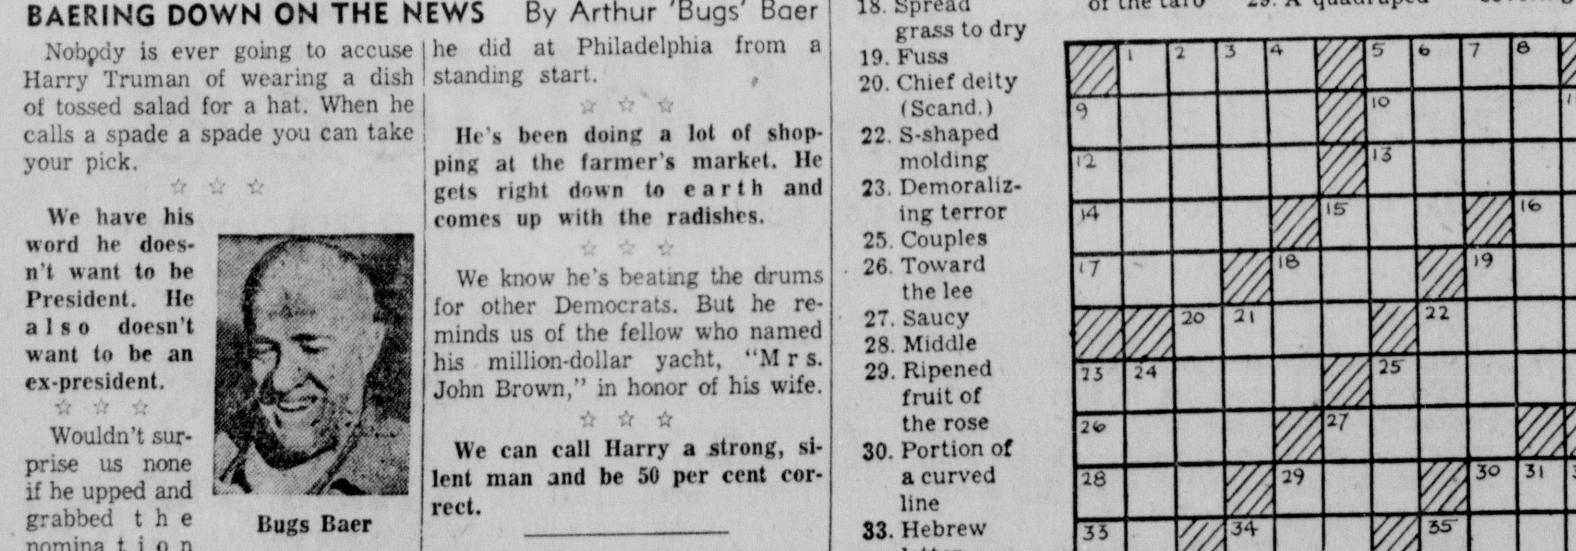 BAERING DOWN ON THE NEWS By Arthur 'Bugs' Baer
Nobody is ever going to accuse
Harry Truman of wearing a dish
of tossed salad for a hat. When he
calls a spade a spade you can take
your pick.
☆ ☆ ☆
We have his
word he does-
n't want to be
President. He
also doesn't
want to be an
ex-president.
☆ ☆ ☆
Wouldn't sur-
prise us none
if he upped and
grabbed the
nomination
Bugs Baer
he did at Philadelphia from a
standing start.
☆ ☆ ☆
He's been doing a lot of shop-
ping at the farmer's market. He
gets right down to earth and
comes up with the radishes.
☆ ☆ ☆
We know he's beating the drums
for other Democrats. But he re-
minds us of the fellow who named
his million-dollar yacht, "Mrs.
John Brown," in honor of his wife.
☆ ☆ ☆
We can call Harry a strong, si-
lent man and be 50 per cent cor-
rect.
18. Spread
grass to dry
19. Fuss
20. Chief deity
(Scand.)
22. S-shaped
molding
23. Demoraliz-
ing terror
25. Couples
26. Toward
the lee
27. Saucy
28. Middle
29. Ripened
fruit of
the rose
30. Portion of
a curved
line
33. Hebrew
of the taro 29. A quadruped
1 2 3 4 5 6 7 8
9 10
12 13
14 15 16
17 18 19
20 21 22
23 24 25
26 27
28 29 30 31
33 34 35